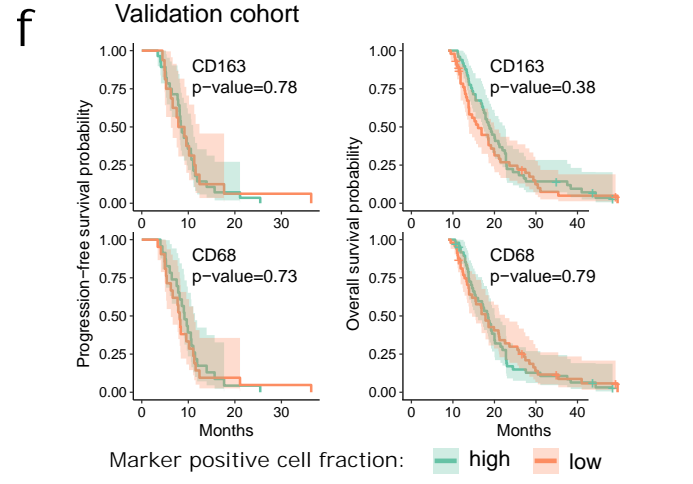 f
Validation cohort
Progression−free survival probability
1.00
0.75
0.50
0.25
0.00
CD163
p−value=0.78
0 10 20 30
1.00
0.75
0.50
0.25
0.00
CD68
p−value=0.73
0 10 20 30
Months
Overall survival probability
1.00
0.75
0.50
0.25
0.00
CD163
p−value=0.38
0 10 20 30 40
1.00
0.75
0.50
0.25
0.00
CD68
p−value=0.79
0 10 20 30 40
Months
Marker positive cell fraction: high low